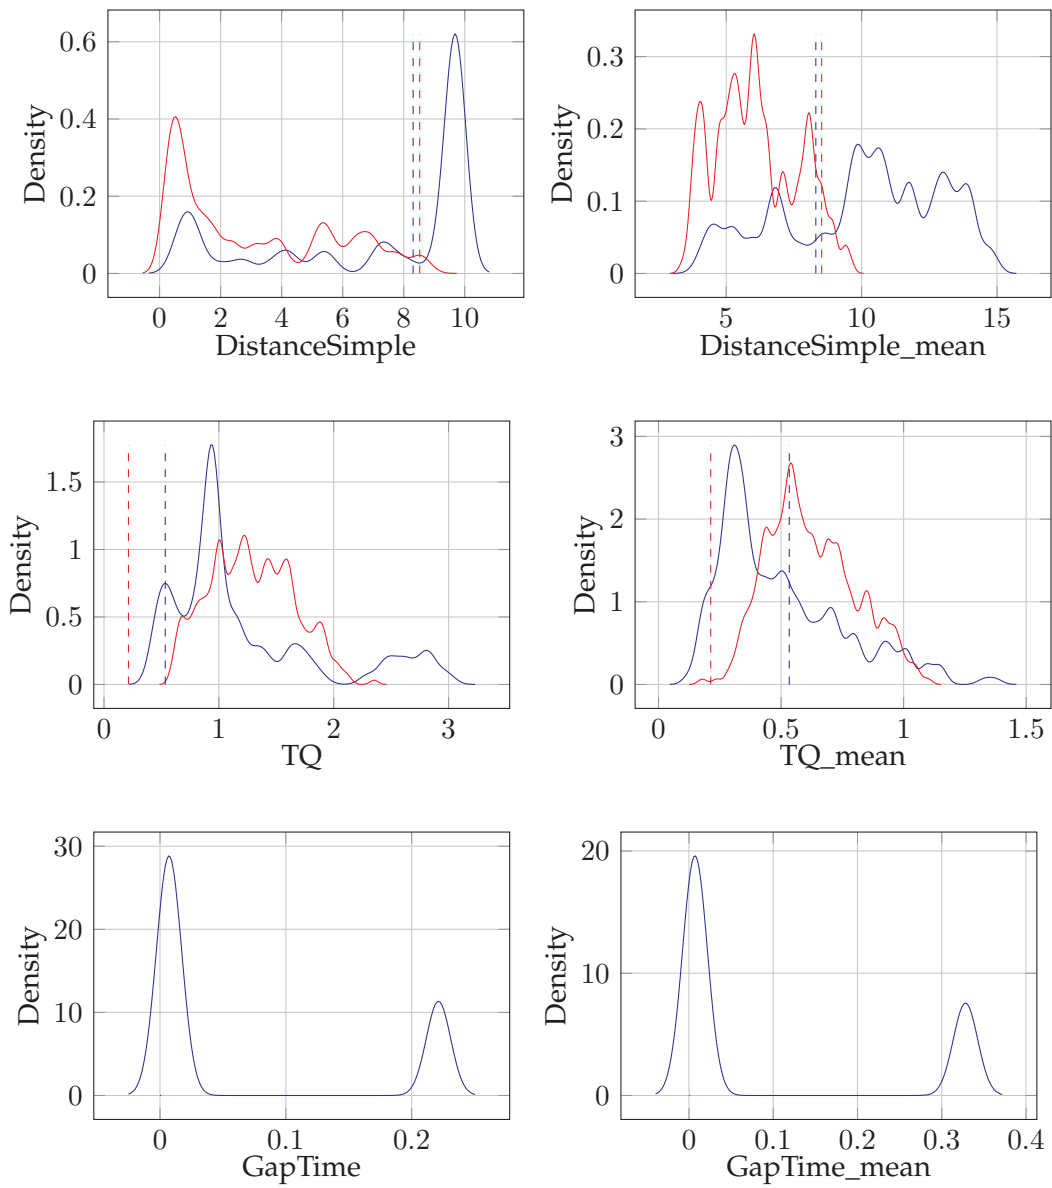 0.6
0.4
0.2
0
Density
0 2 4 6 8 10
DistanceSimple
0.3
0.2
0.1
0
Density
5 10 15
DistanceSimple_mean
1.5
1
0.5
0
Density
0 1 2 3
TQ
3
2
1
0
Density
0 0.5 1 1.5
TQ_mean
30
20
10
0
Density
0 0.1 0.2
GapTime
20
10
0
Density
0 0.1 0.2 0.3 0.4
GapTime_mean